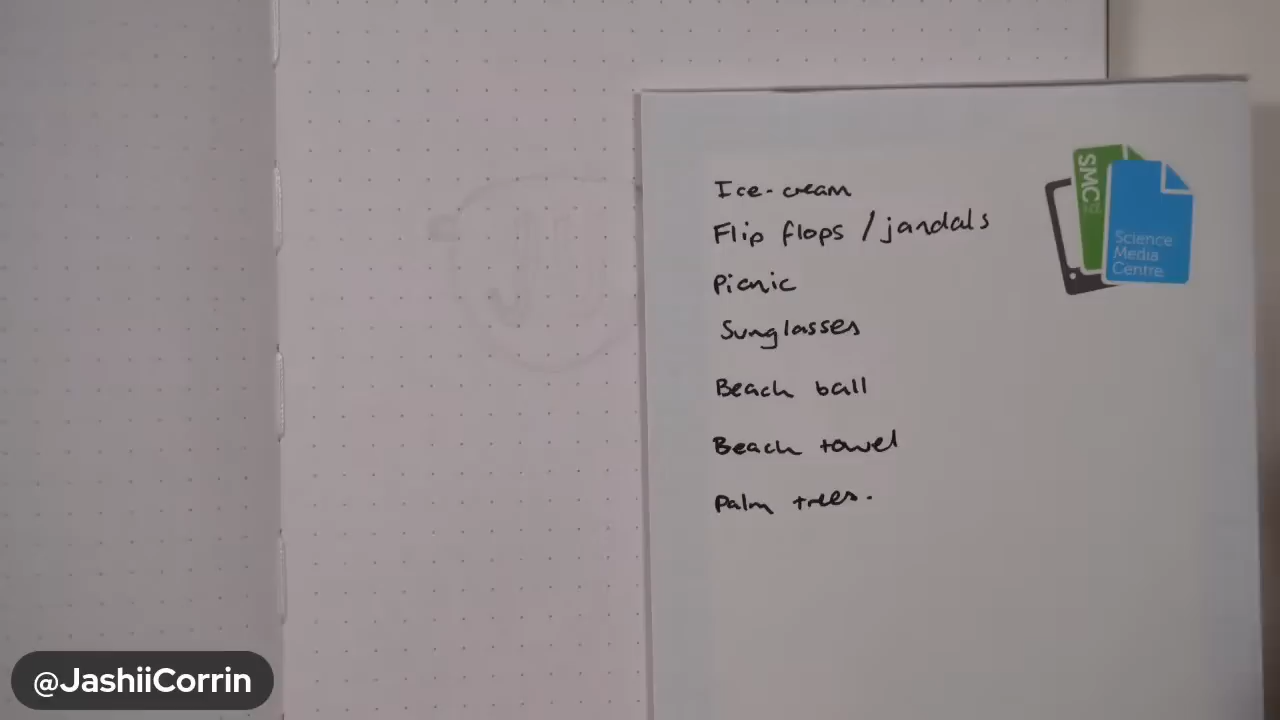 Ice-cream
Flip flops / jandals
Picnic
Sunglasses
Beach ball
Beach towel
Palm trees.
SMC
Science
Media
Centre
@JashiiCorrin